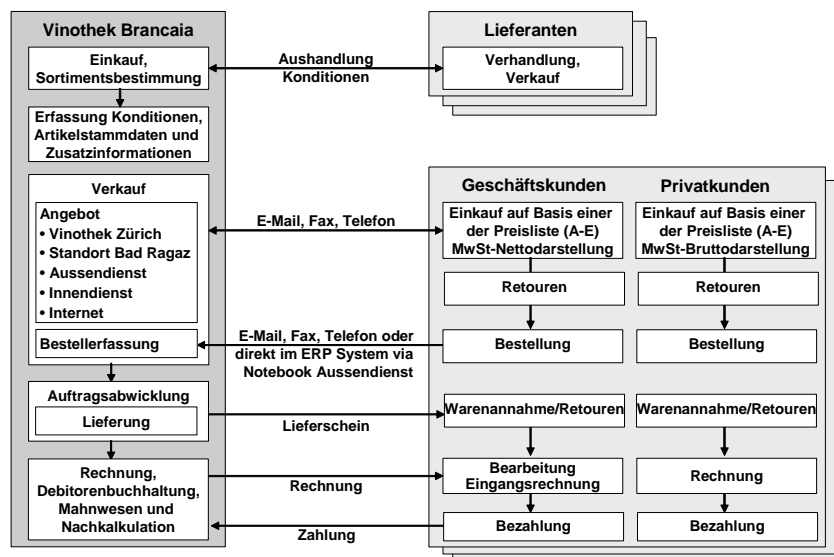 Vinothek Brancaia
Einkauf,
Sortimentsbestimmung
Erfassung Konditionen,
Artikelstammdaten und
Zusatzinformationen
Verkauf
Angebot
• Vinothek Zürich
• Standort Bad Ragaz
• Aussendienst
• Innendienst
• Internet
Bestellerfassung
Auftragsabwicklung
Lieferung
Rechnung,
Debitorenbuchhaltung,
Mahnwesen und
Nachkalkulation
Aushandlung
Konditionen
E-Mail, Fax, Telefon
E-Mail, Fax, Telefon oder
direkt im ERP System via
Notebook Aussendienst
Lieferschein
Rechnung
Zahlung
Lieferanten
Verhandlung,
Verkauf
Geschäftskunden
Einkauf auf Basis einer
der Preisliste (A-E)
MwSt-Nettodarstellung
Retouren
Bestellung
Warenannahme/Retouren
Bearbeitung
Eingangsrechnung
Bezahlung
Privatkunden
Einkauf auf Basis einer
der Preisliste (A-E)
MwSt-Bruttodarstellung
Retouren
Bestellung
Warenannahme/Retouren
Rechnung
Bezahlung